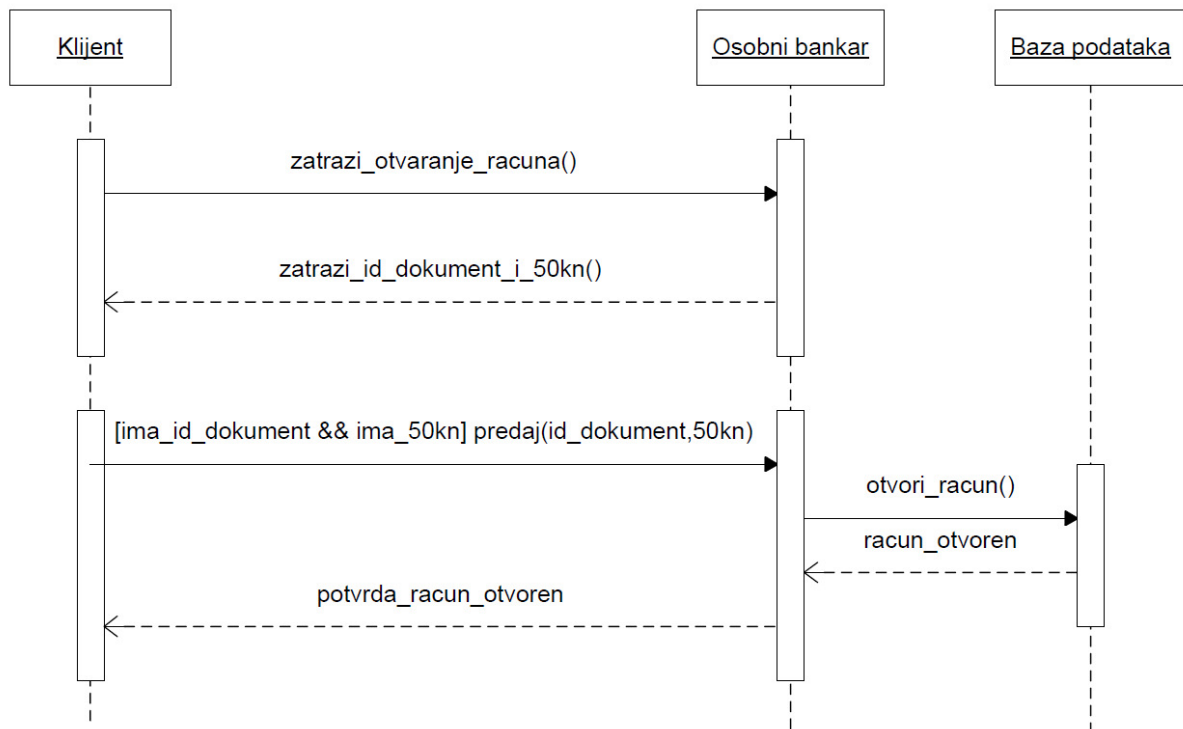 Klijent
Osobni bankar
Baza podataka
zatrazi_otvaranje_racuna()
zatrazi_id_dokument_i_50kn()
[ima_id_dokument && ima_50kn] predaj(id_dokument,50kn)
otvori_racun()
racun_otvoren
potvrda_racun_otvoren